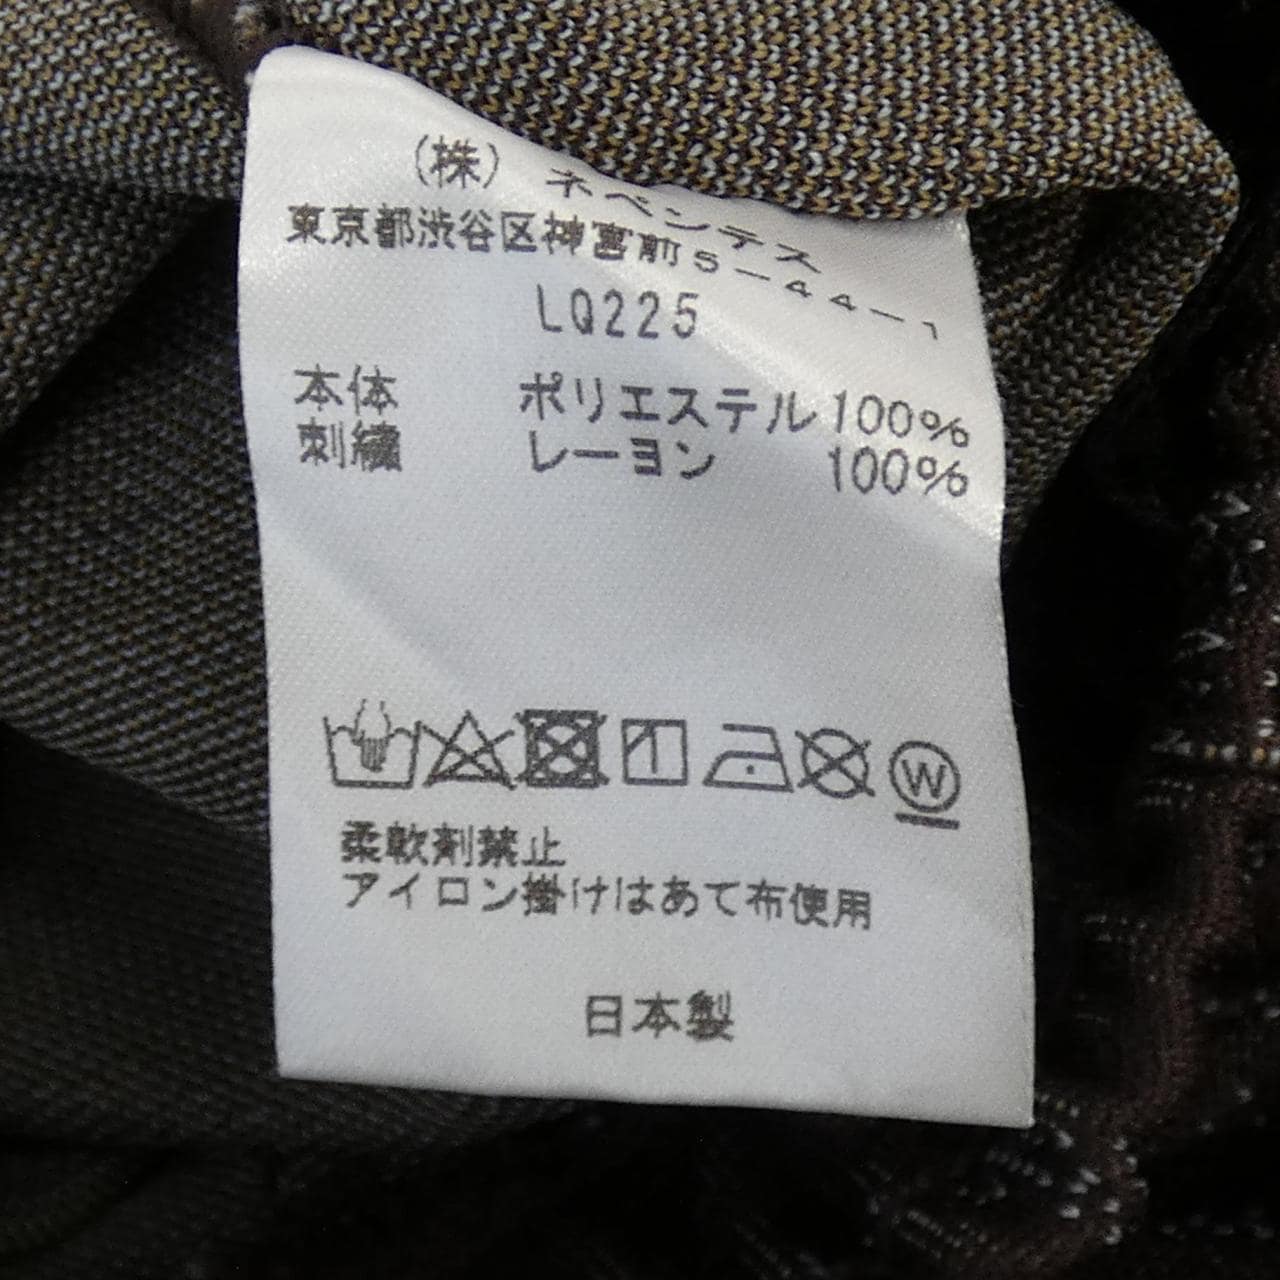 (株) ネペンテス
東京都渋谷区神宮前5-44-1
LQ225
本体 ポリエステル100%
刺繍 レーヨン 100%
W
柔軟剤禁止
アイロン掛けはあて布使用
日本製